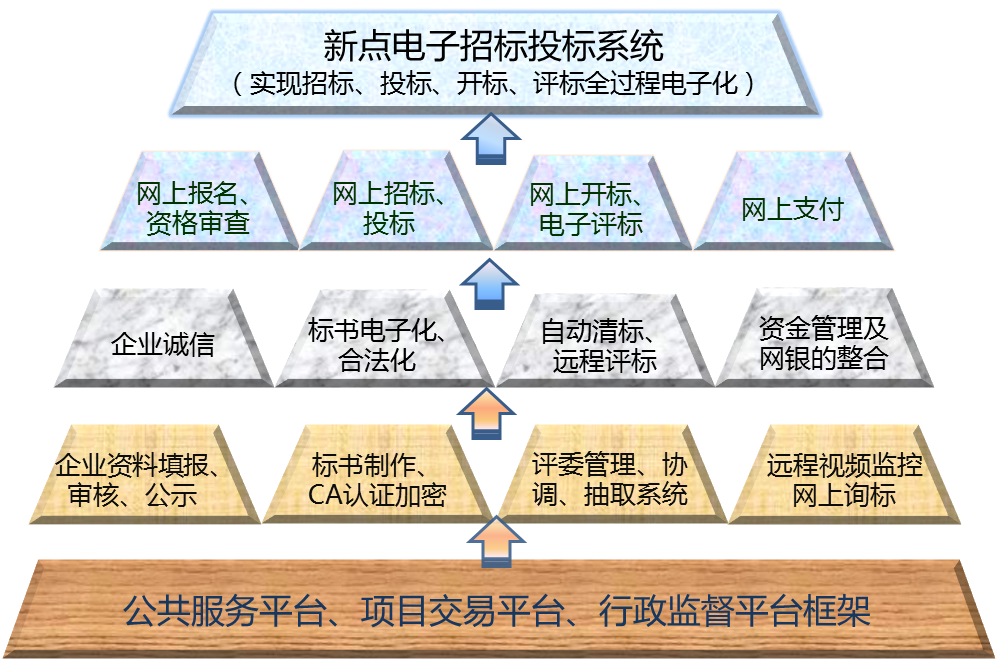 新点电子招标投标系统
（实现招标、投标、开标、评标全过程电子化）
网上报名、
资格审查
网上招标、
投标
网上开标、
电子评标
网上支付
企业诚信
标书电子化、
合法化
自动清标、
远程评标
资金管理及
网银的整合
企业资料填报、
审核、公示
标书制作、
CA认证加密
评委管理、协
调、抽取系统
远程视频监控
网上询标
公共服务平台、项目交易平台、行政监督平台框架